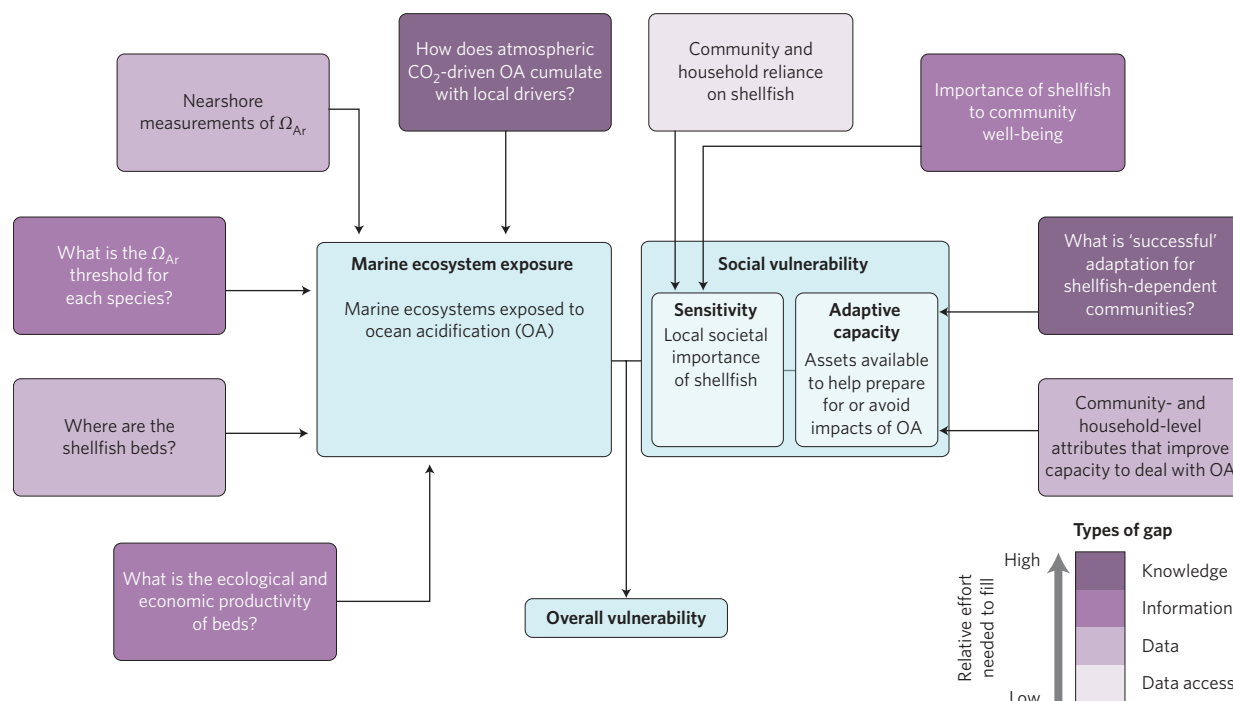 How does atmospheric
CO₂-driven OA cumulate
with local drivers?
Community and
household reliance
on shellfish
Nearshore
measurements of Ω_Ar
Importance of shellfish
to community
well-being
What is the Ω_Ar
threshold for
each species?
Marine ecosystem exposure
Marine ecosystems exposed to
ocean acidification (OA)
Social vulnerability
Sensitivity
Local societal
importance
of shellfish
Adaptive
capacity
Assets available
to help prepare
for or avoid
impacts of OA
What is ‘successful’
adaptation for
shellfish-dependent
communities?
Where are the
shellfish beds?
Community- and
household-level
attributes that improve
capacity to deal with OA
What is the ecological and
economic productivity
of beds?
Overall vulnerability
Types of gap
Relative effort
needed to fill
High
Low
Knowledge
Information
Data
Data access